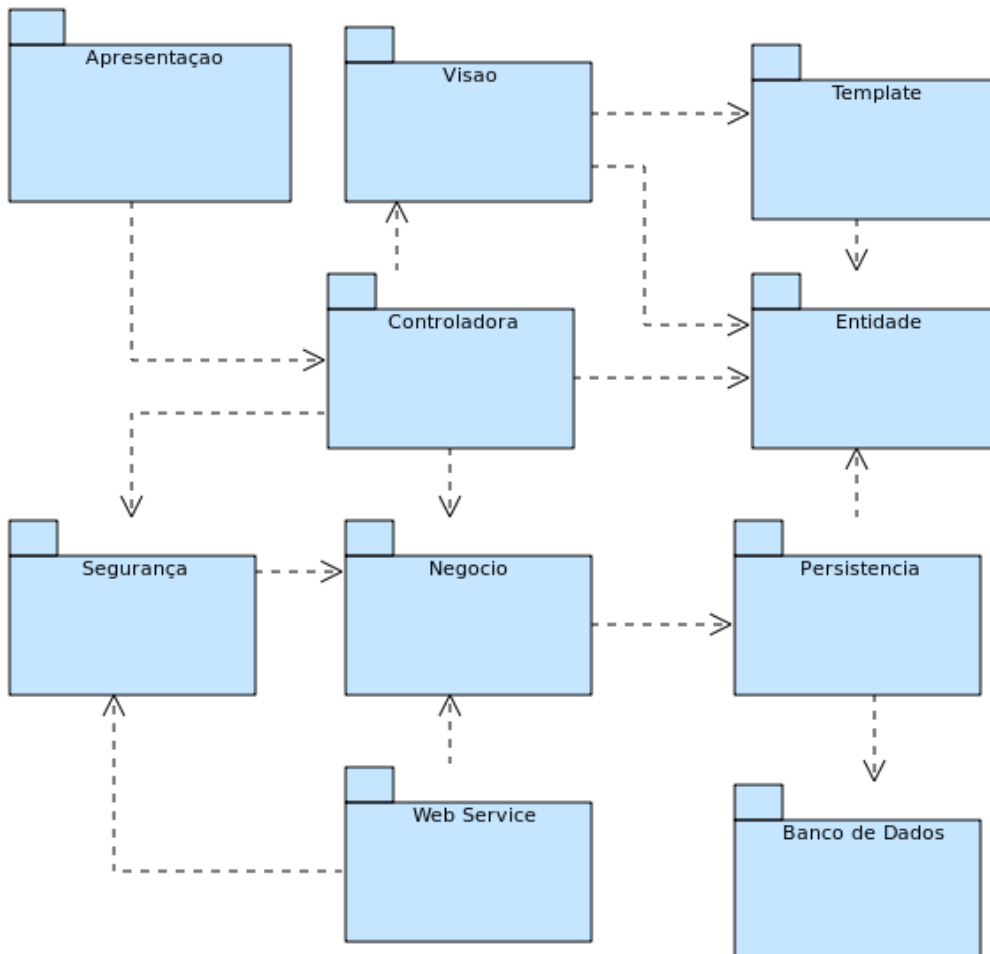 Apresentaçao
Visao
Template
Controladora
Entidade
Segurança
Negocio
Persistencia
Web Service
Banco de Dados